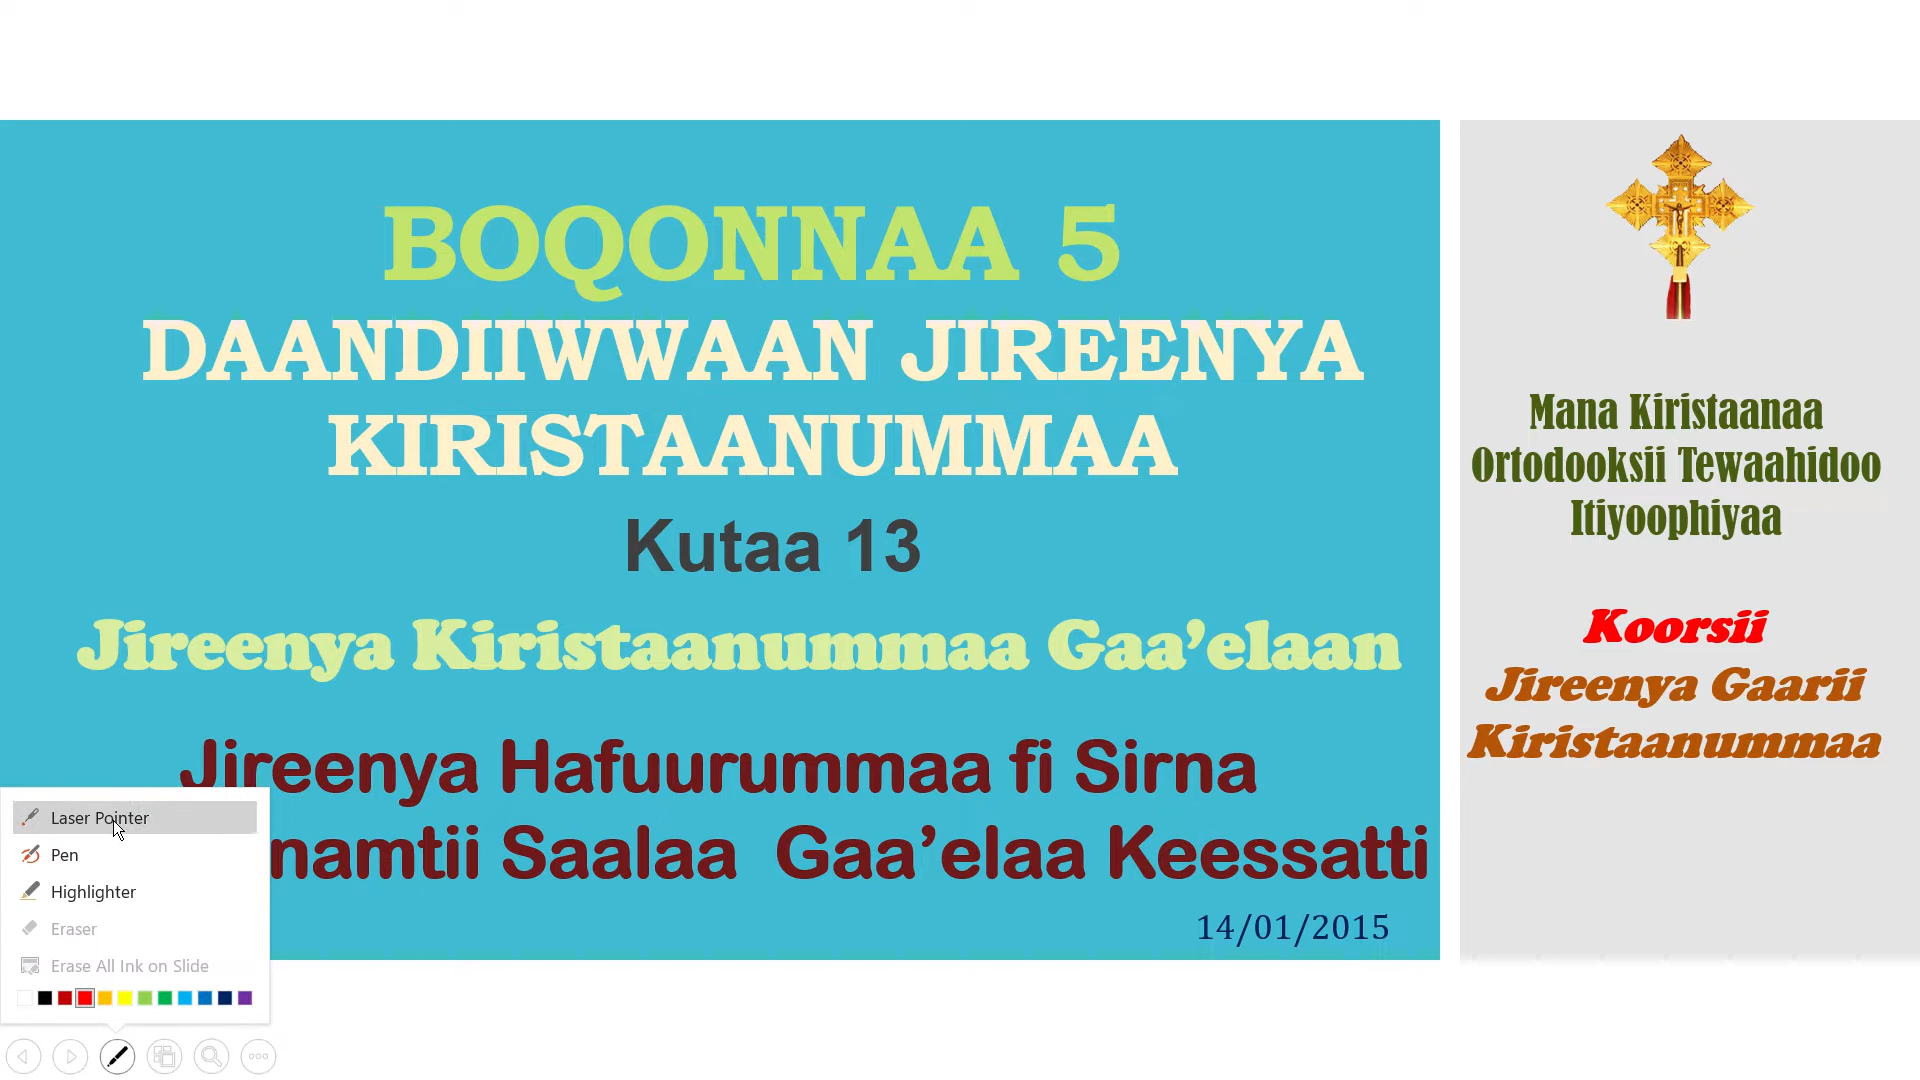 BOQONNAA 5
DAANDIIWWAAN JIREENYA
KIRISTAANUMMAA
Kutaa 13
Jireenya Kiristaanummaa Gaa’elaan
Jireenya Hafuurummaa fi Sirna
Saalaa Gaa’elaa Keessatti
14/01/2015
Mana Kiristaanaa
Ortodooksii Tewaahidoo
Itiyoophiyaa
Koorsii
Jireenya Gaarii
Kiristaanummaa
Laser Pointer
Pen
Highlighter
Eraser
Erase All Ink on Slide